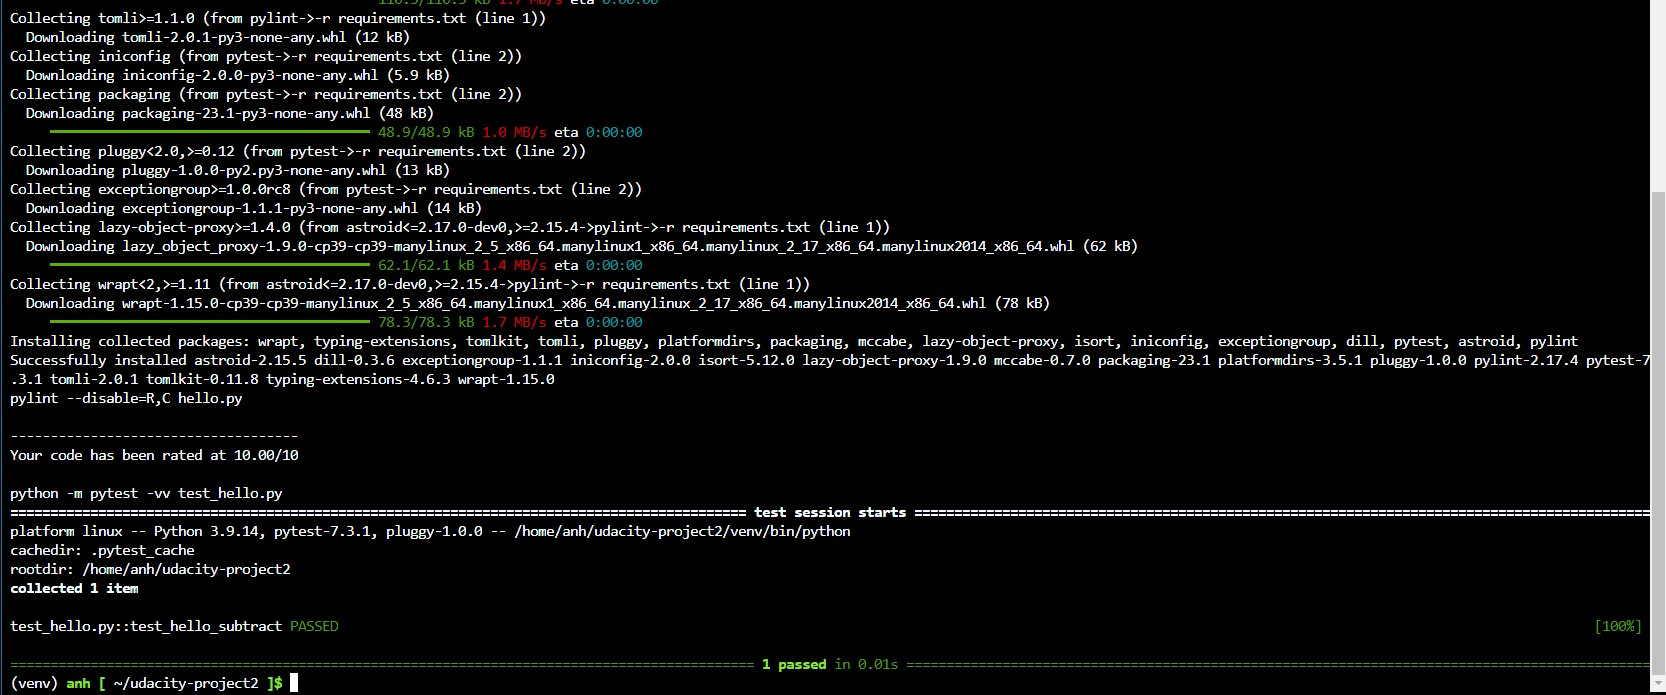 110.5/110.5 kB 1.7 MB/s eta 0:00:00
Collecting tomli>=1.1.0 (from pylint->-r requirements.txt (line 1))
Downloading tomli-2.0.1-py3-none-any.whl (12 kB)
Collecting iniconfig (from pytest->-r requirements.txt (line 2))
Downloading iniconfig-2.0.0-py3-none-any.whl (5.9 kB)
Collecting packaging (from pytest->-r requirements.txt (line 2))
Downloading packaging-23.1-py3-none-any.whl (48 kB)
48.9/48.9 kB 1.0 MB/s eta 0:00:00
Collecting pluggy<2.0,>=0.12 (from pytest->-r requirements.txt (line 2))
Downloading pluggy-1.0.0-py2.py3-none-any.whl (13 kB)
Collecting exceptiongroup>=1.0.0rc8 (from pytest->-r requirements.txt (line 2))
Downloading exceptiongroup-1.1.1-py3-none-any.whl (14 kB)
Collecting lazy-object-proxy>=1.4.0 (from astroid<=2.17.0-dev0,>=2.15.4->pylint->-r requirements.txt (line 1))
Downloading lazy_object_proxy-1.9.0-cp39-cp39-manylinux_2_5_x86_64.manylinux1_x86_64.manylinux_2_17_x86_64.manylinux2014_x86_64.whl (62 kB)
62.1/62.1 kB 1.4 MB/s eta 0:00:00
Collecting wrapt<2,>=1.11 (from astroid<=2.17.0-dev0,>=2.15.4->pylint->-r requirements.txt (line 1))
Downloading wrapt-1.15.0-cp39-cp39-manylinux_2_5_x86_64.manylinux1_x86_64.manylinux_2_17_x86_64.manylinux2014_x86_64.whl (78 kB)
78.3/78.3 kB 1.7 MB/s eta 0:00:00
Installing collected packages: wrapt, typing-extensions, tomlkit, tomli, pluggy, platformdirs, packaging, mccabe, lazy-object-proxy, isort, iniconfig, exceptiongroup, dill, pytest, astroid, pylint
Successfully installed astroid-2.15.5 dill-0.3.6 exceptiongroup-1.1.1 iniconfig-2.0.0 isort-5.12.0 lazy-object-proxy-1.9.0 mccabe-0.7.0 packaging-23.1 platformdirs-3.5.1 pluggy-1.0.0 pylint-2.17.4 pytest-7
.3.1 tomli-2.0.1 tomlkit-0.11.8 typing-extensions-4.6.3 wrapt-1.15.0
pylint --disable=R,C hello.py
------------------------------------
Your code has been rated at 10.00/10
python -m pytest -vv test_hello.py
============================================================================================ test session starts ============================================================================================
platform linux -- Python 3.9.14, pytest-7.3.1, pluggy-1.0.0 -- /home/anh/udacity-project2/venv/bin/python
cachedir: .pytest_cache
rootdir: /home/anh/udacity-project2
collected 1 item
test_hello.py::test_hello_subtract PASSED [100%]
============================================================================================= 1 passed in 0.01s =============================================================================================
(venv) anh [ ~/udacity-project2 ]$